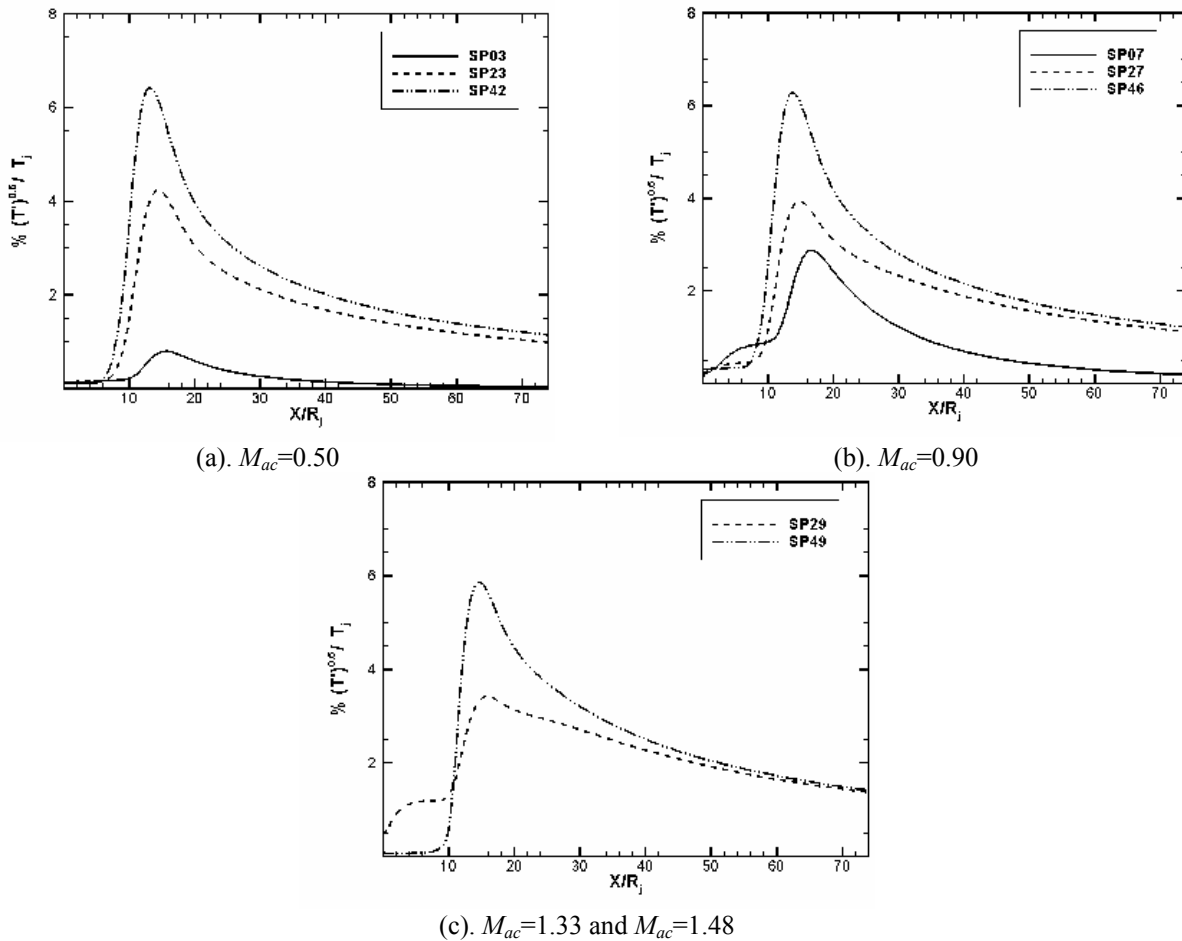 8
6
4
2
% (T')^0.5 / T_j
SP03
SP23
SP42
10 20 30 40 50 60 70
X/R_j
(a). M_ac=0.50
8
6
4
2
% (T')^0.5 / T_j
SP07
SP27
SP46
10 20 30 40 50 60 70
X/R_j
(b). M_ac=0.90
8
6
4
2
% (T')^0.5 / T_j
SP29
SP49
10 20 30 40 50 60 70
X/R_j
(c). M_ac=1.33 and M_ac=1.48